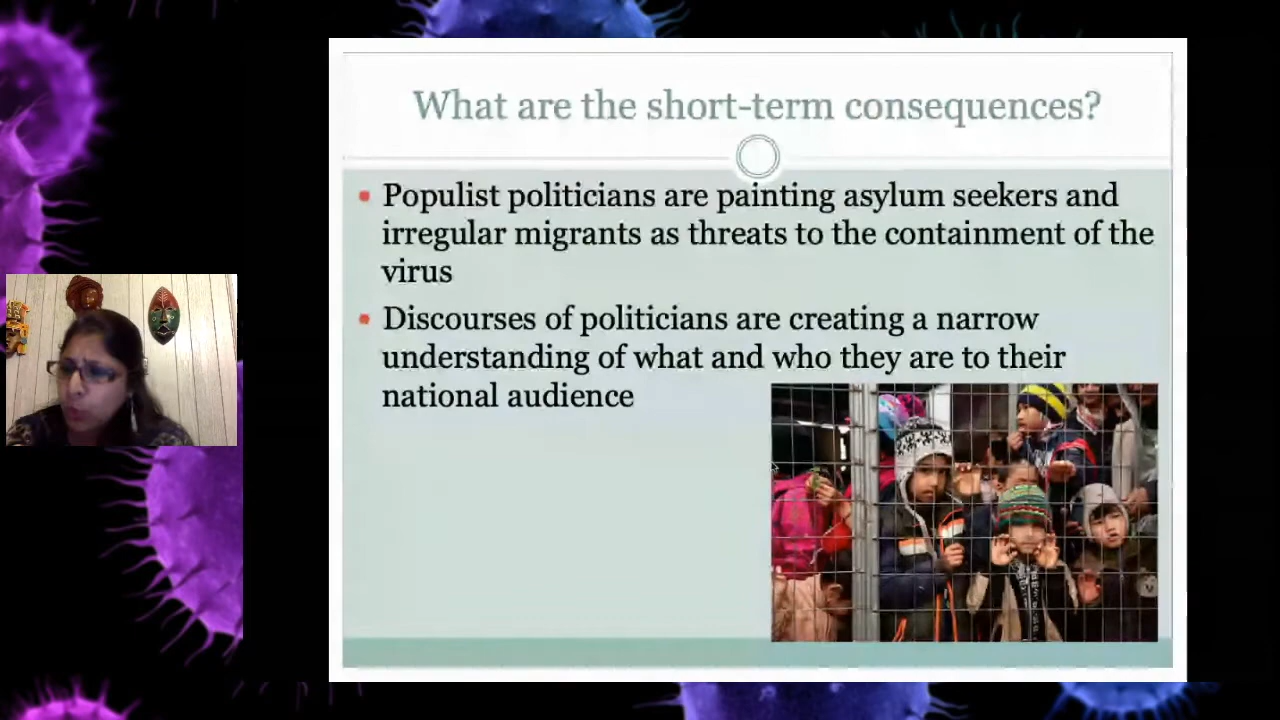 What are the short-term consequences?
Populist politicians are painting asylum seekers and
irregular migrants as threats to the containment of the
virus
Discourses of politicians are creating a narrow
understanding of what and who they are to their
national audience